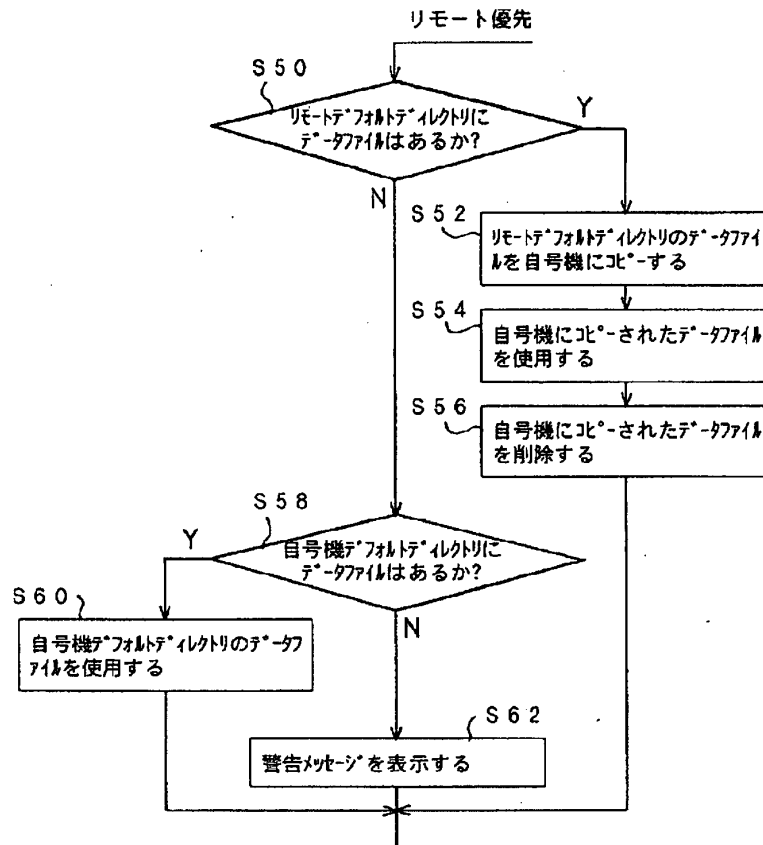 リモート優先
S50
リモートデフォルトディレクトリに
データファイルはあるか?
Y
N
S52
リモートデフォルトディレクトリのデータファイ
ルを自号機にコピーする
S54
自号機にコピーされたデータファイル
を使用する
S56
自号機にコピーされたデータファイル
を削除する
S58
Y
自号機デフォルトディレクトリに
データファイルはあるか?
N
S60
自号機デフォルトディレクトリのデータフ
ァイルを使用する
S62
警告メッセージを表示する